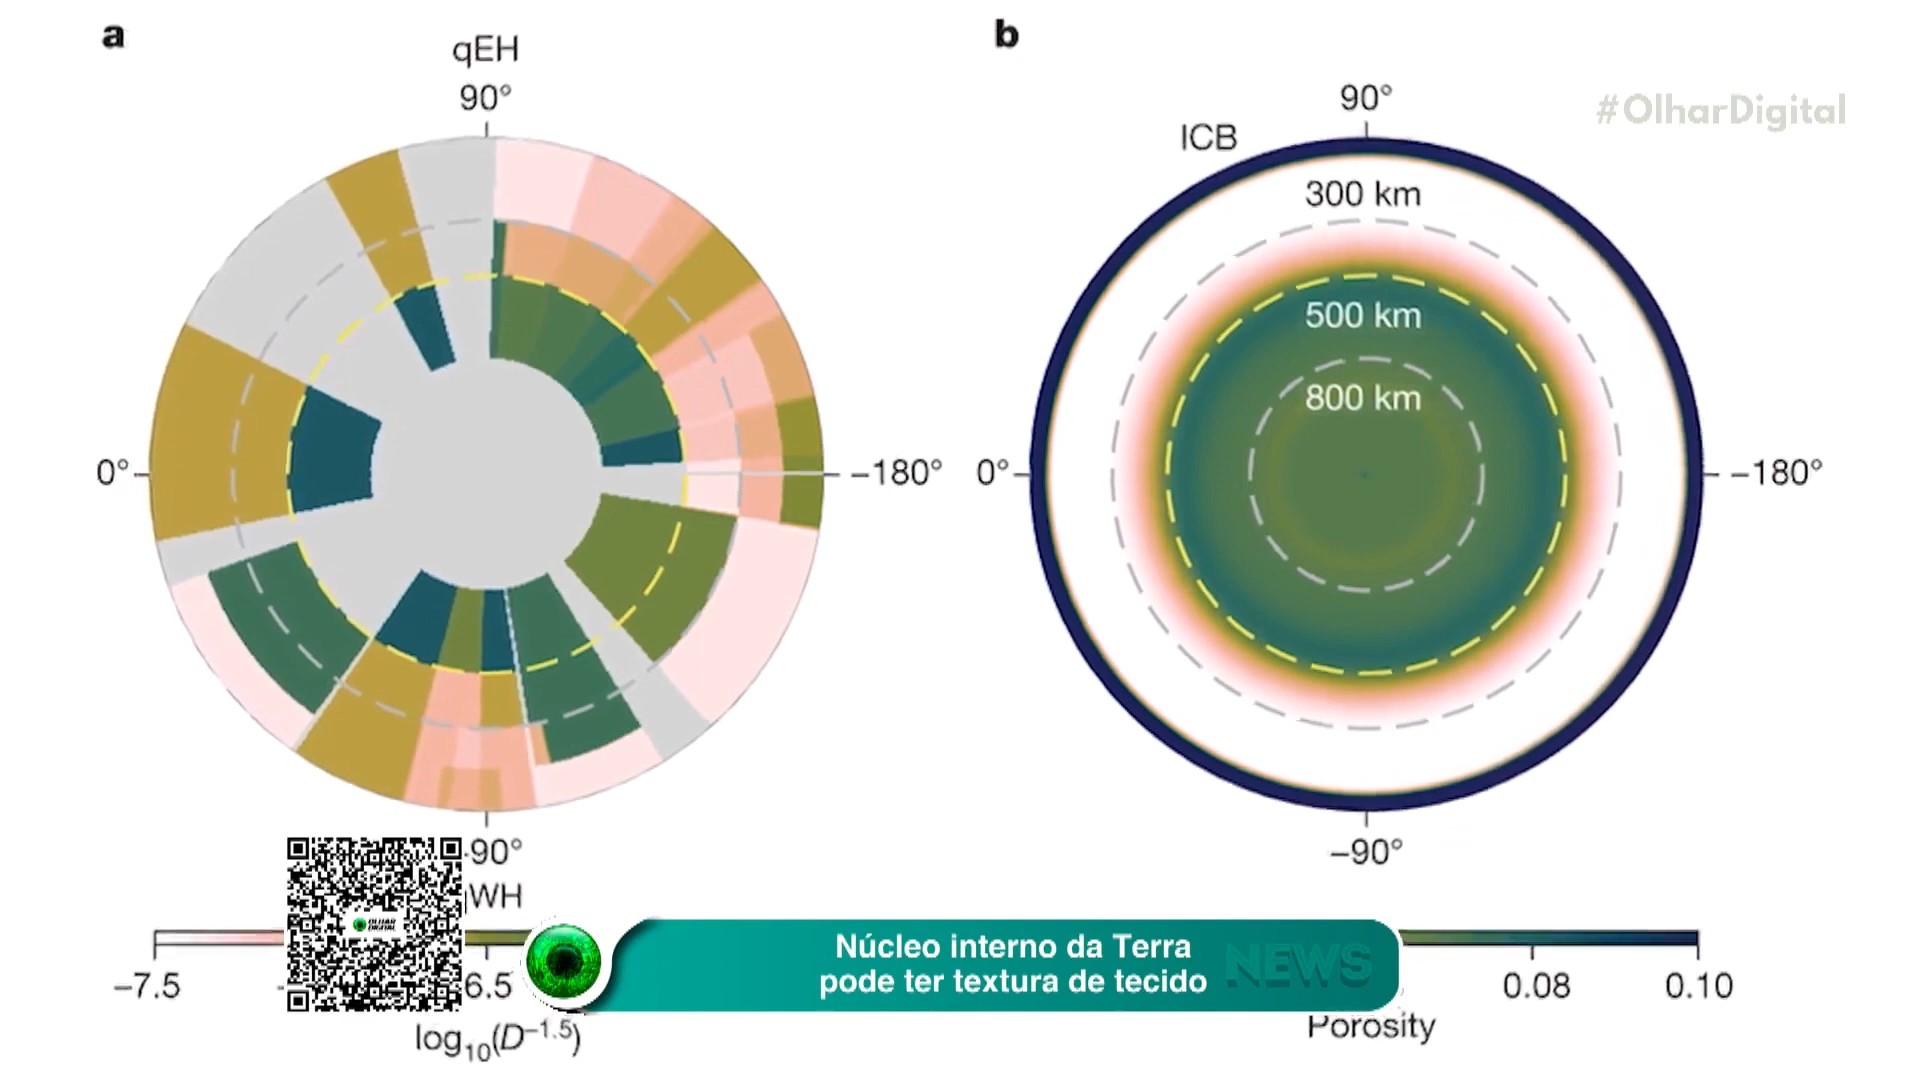 a
qEH
90°
0°
−180°
-90°
WH
−7.5
6.5
log₁₀(D⁻¹·⁵)
b
#OlharDigital
90°
ICB
300 km
500 km
800 km
0°
−180°
−90°
0.08
0.10
Porosity
OLHAR
DIGITAL
Núcleo interno da Terra
pode ter textura de tecido
NEWS